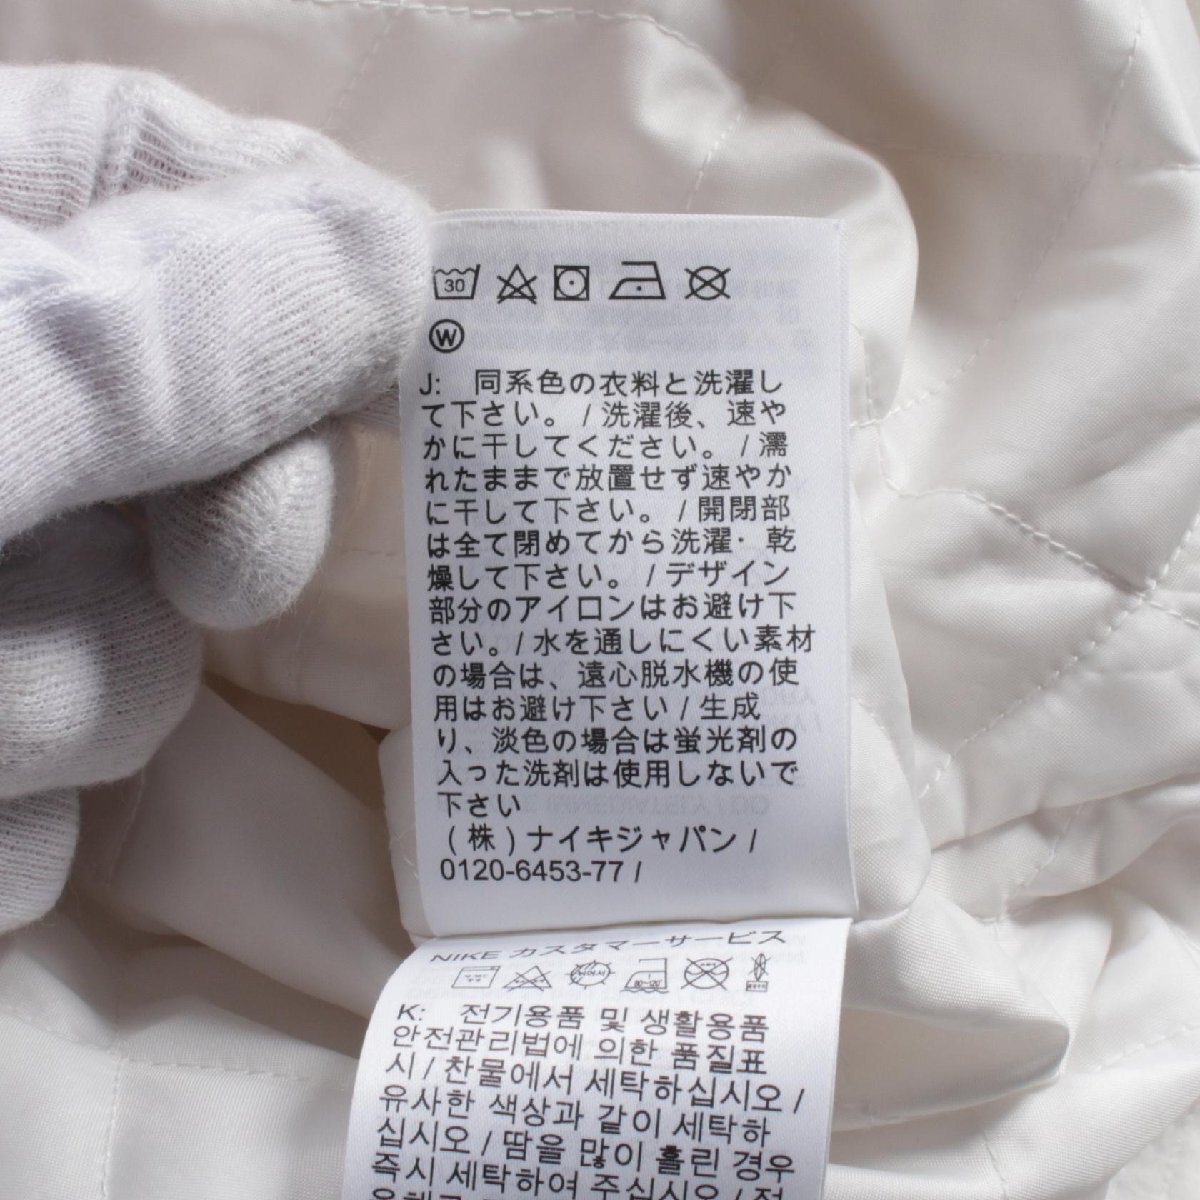 30
W
J: 同系色の衣料と洗濯し
て下さい。/ 洗濯後、速や
かに干してください。/ 濡
れたままで放置せず速やか
に干して下さい。/ 開閉部
は全て閉めてから洗濯・乾
燥して下さい。/ デザイン
部分のアイロンはお避け下
さい。/ 水を通しにくい素材
の場合は、遠心脱水機の使
用はお避け下さい / 生成
り、淡色の場合は蛍光剤の
入った洗剤は使用しないで
下さい
(株) ナイキジャパン /
0120-6453-77 /
NIKE カスタマーサービス
K: 전기용품 및 생활용품
안전관리법에 의한 품질표
시 / 찬물에서 세탁하십시오 /
유사한 색상과 같이 세탁하
십시오 / 땀을 많이 흘린 경우
즉시 세탁하여 주십시오 / 젖